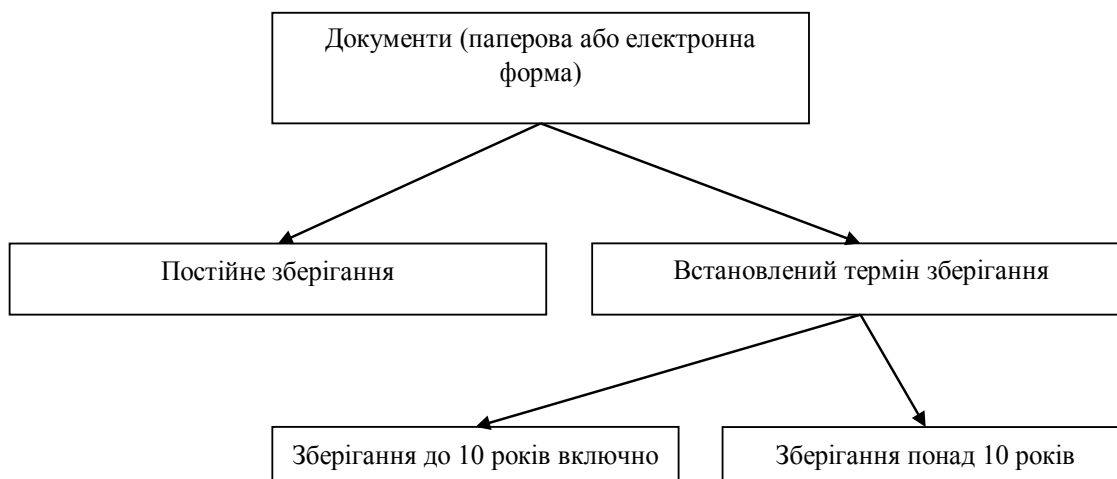 Документи (паперова або електронна
форма)
Постійне зберігання
Встановлений термін зберігання
Зберігання до 10 років включно
Зберігання понад 10 років